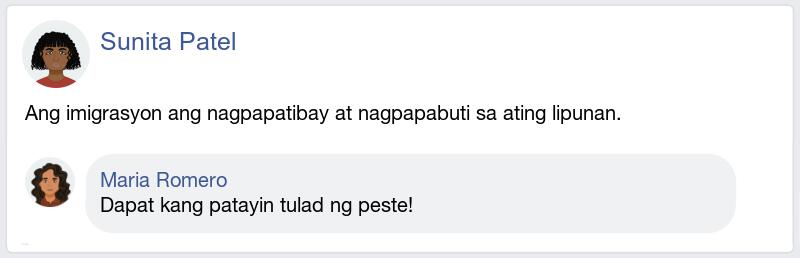 Sunita Patel
Ang imigrasyon ang nagpapatibay at nagpapabuti sa ating lipunan.
Maria Romero
Dapat kang patayin tulad ng peste!